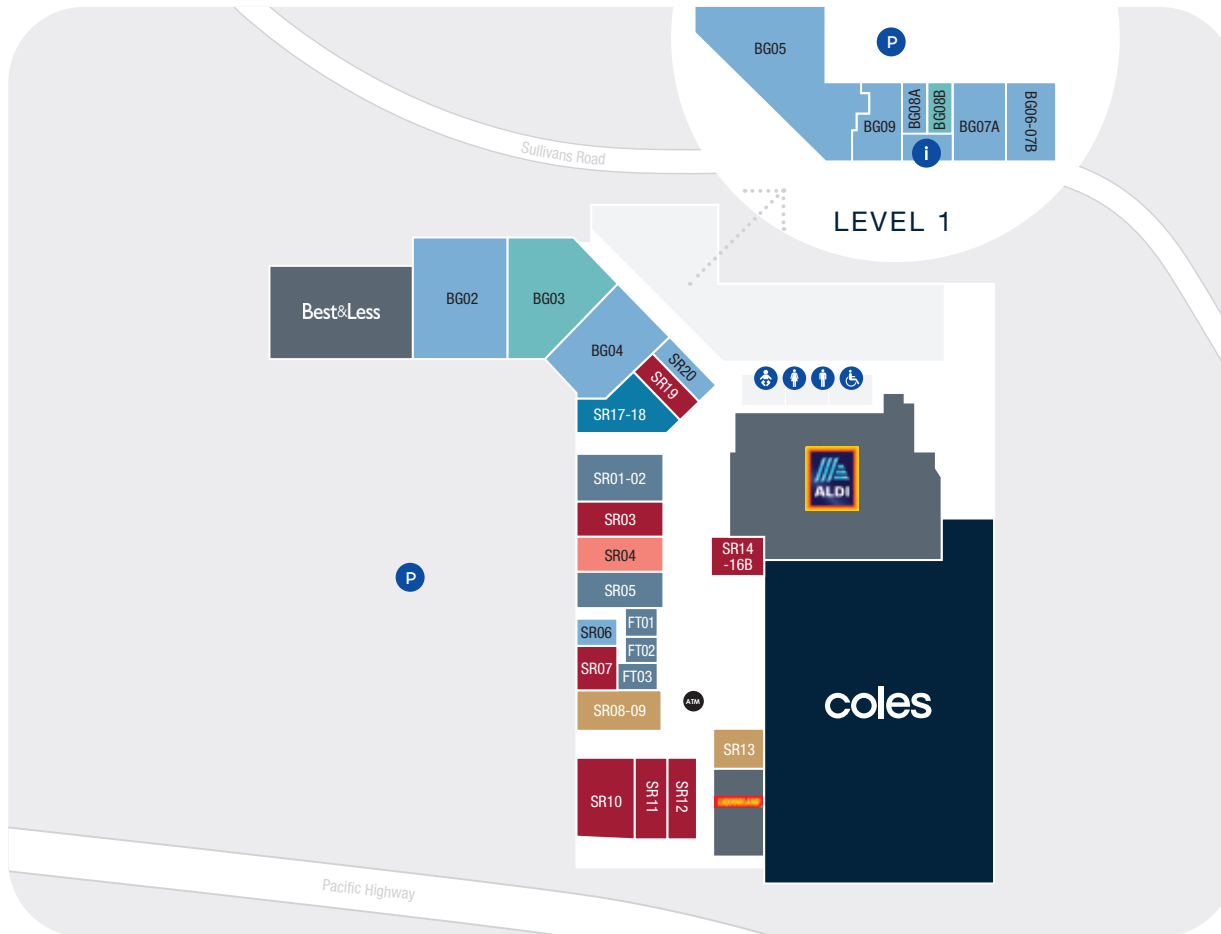 BG05
P
BG09
BG08A
BG08B
BG07A
BG06-07B
i
Sullivans Road
LEVEL 1
Best&Less
BG02
BG03
BG04
SR20
SR19
SR17-18
ALDI
SR01-02
SR03
SR04
SR05
SR14
-16B
P
SR06
FT01
FT02
SR07
FT03
SR08-09
ATM
coles
SR13
SR10
SR11
SR12
LIQUORLAND
Pacific Highway